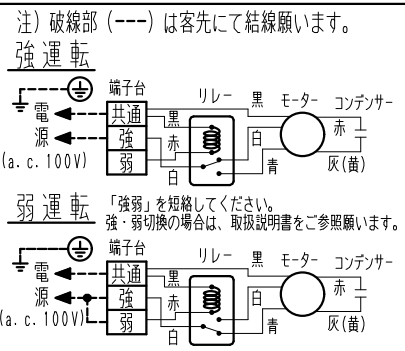 注) 破線部 (---) は客先にて結線願います。
強運転
端子台
リレー
黒
モーター
コンデンサー
電源
(a.c.100V)
共通
強
弱
黒
赤
白
白
青
赤
灰(黄)
弱運転
「強弱」を短絡してください。
強・弱切換の場合は、取扱説明書をご参照願います。
端子台
リレー
黒
モーター
コンデンサー
電源
(a.c.100V)
共通
強
弱
黒
赤
白
白
青
赤
灰(黄)